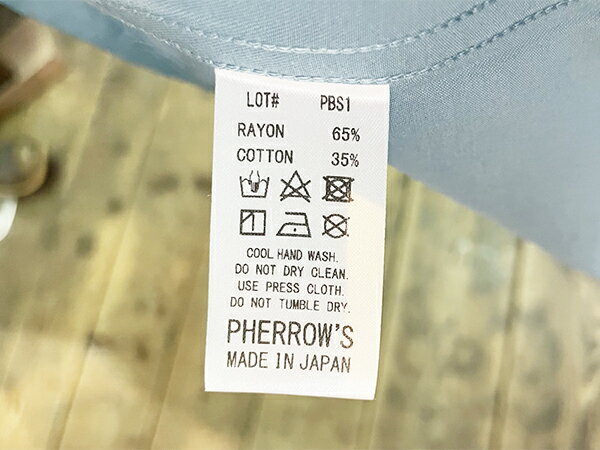 LOT# PBS1
RAYON 65%
COTTON 35%
COOL HAND WASH.
DO NOT DRY CLEAN.
USE PRESS CLOTH.
DO NOT TUMBLE DRY.
PHERROW'S
MADE IN JAPAN